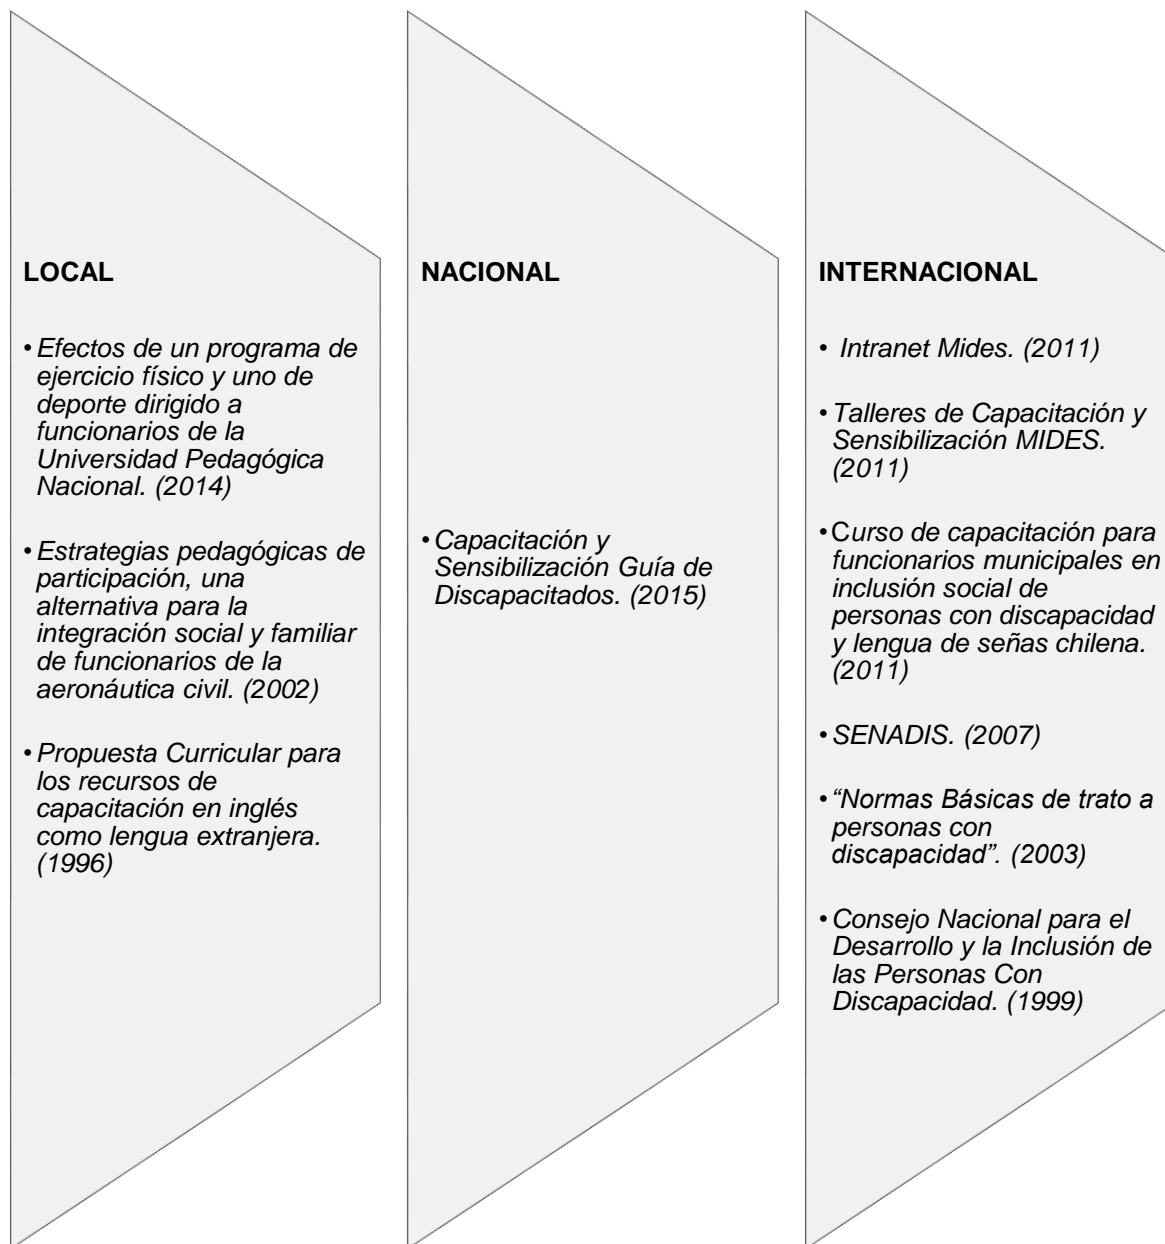 LOCAL
• Efectos de un programa de
ejercicio físico y uno de
deporte dirigido a
funcionarios de la
Universidad Pedagógica
Nacional. (2014)
• Estrategias pedagógicas de
participación, una
alternativa para la
integración social y familiar
de funcionarios de la
aeronáutica civil. (2002)
• Propuesta Curricular para
los recursos de
capacitación en inglés
como lengua extranjera.
(1996)
NACIONAL
• Capacitación y
Sensibilización Guía de
Discapacitados. (2015)
INTERNACIONAL
• Intranet Mides. (2011)
• Talleres de Capacitación y
Sensibilización MIDES.
(2011)
• Curso de capacitación para
funcionarios municipales en
inclusión social de
personas con discapacidad
y lengua de señas chilena.
(2011)
• SENADIS. (2007)
• “Normas Básicas de trato a
personas con
discapacidad”. (2003)
• Consejo Nacional para el
Desarrollo y la Inclusión de
las Personas Con
Discapacidad. (1999)